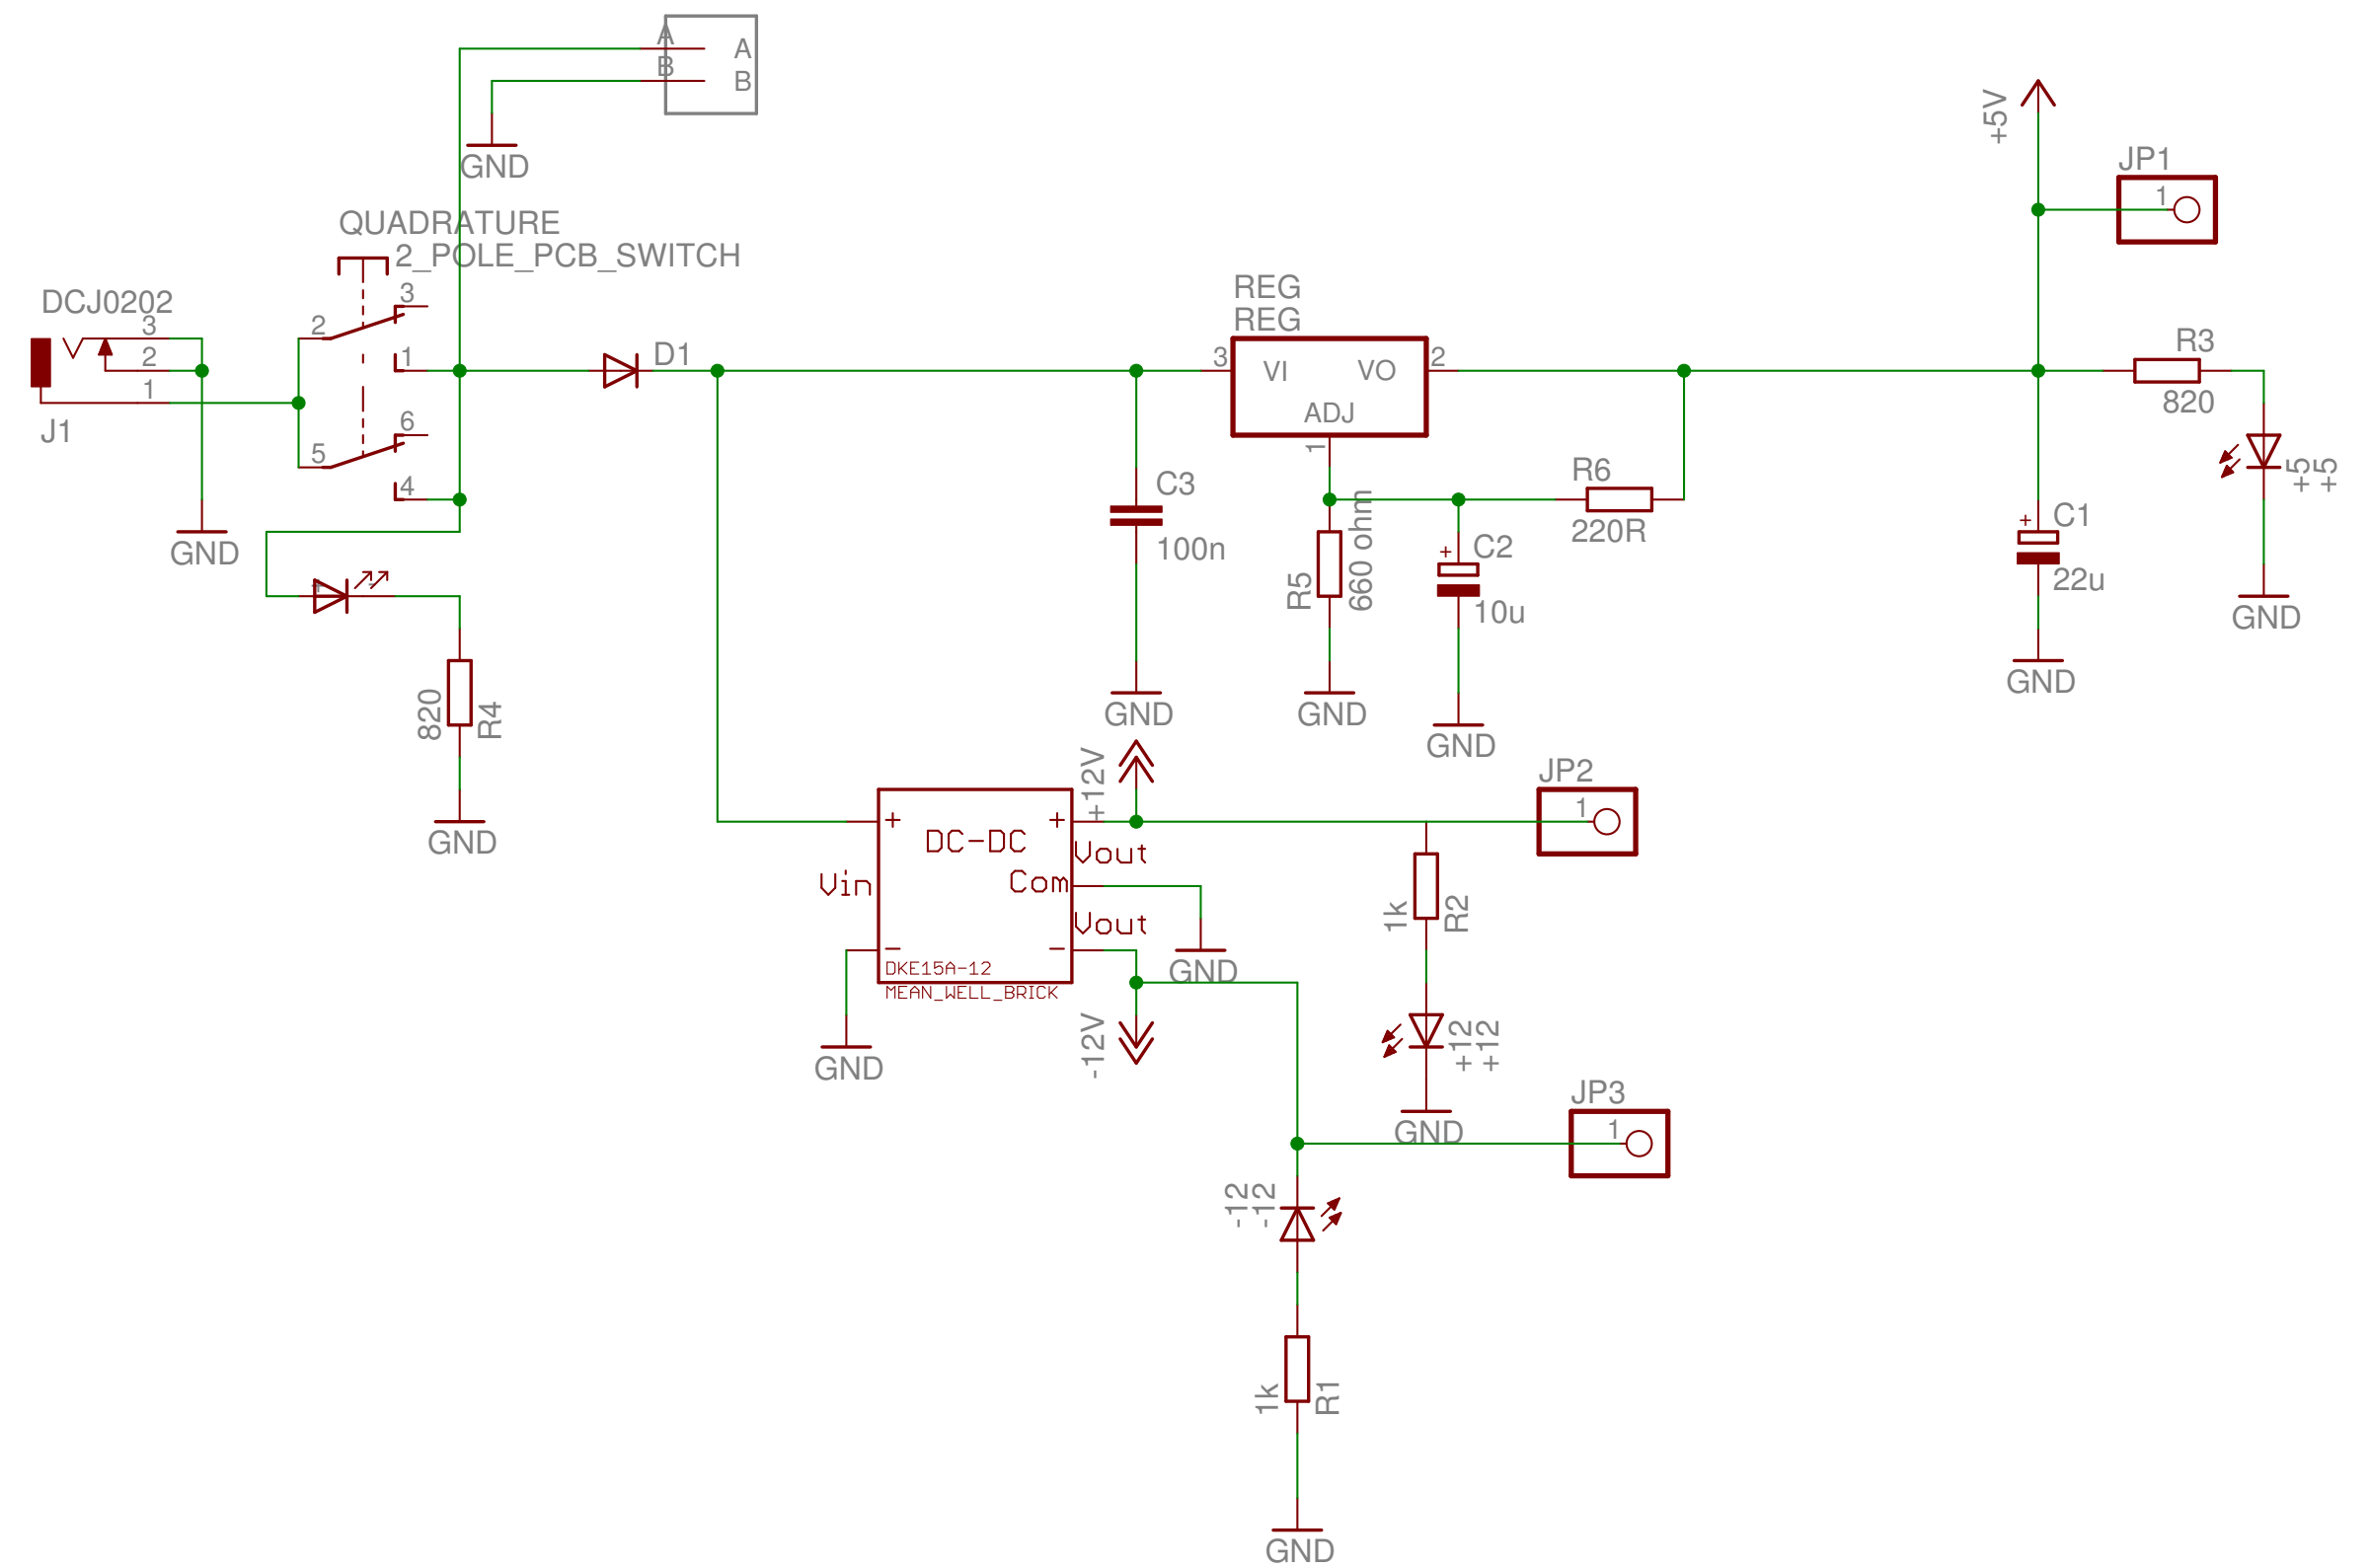 A
A
B
B
GND
+5V
JP1
1
QUADRATURE
2_POLE_PCB_SWITCH
DCJ0202
3
2
1
J1
GND
2
3
1
5
6
4
D1
REG
REG
3
VI
VO
2
ADJ
1
R3
820
+5
+5
GND
C3
100n
GND
R5
660 ohm
GND
C2
10u
GND
R6
220R
C1
22u
GND
820
R4
GND
+12V
JP2
1
+
+
DC-DC
Vout
Vin
Com
Vout
-
-
DKE15A-12
MEAN_WELL_BRICK
GND
GND
-12V
1k
R2
+12
+12
GND
JP3
1
-12
-12
1k
R1
GND